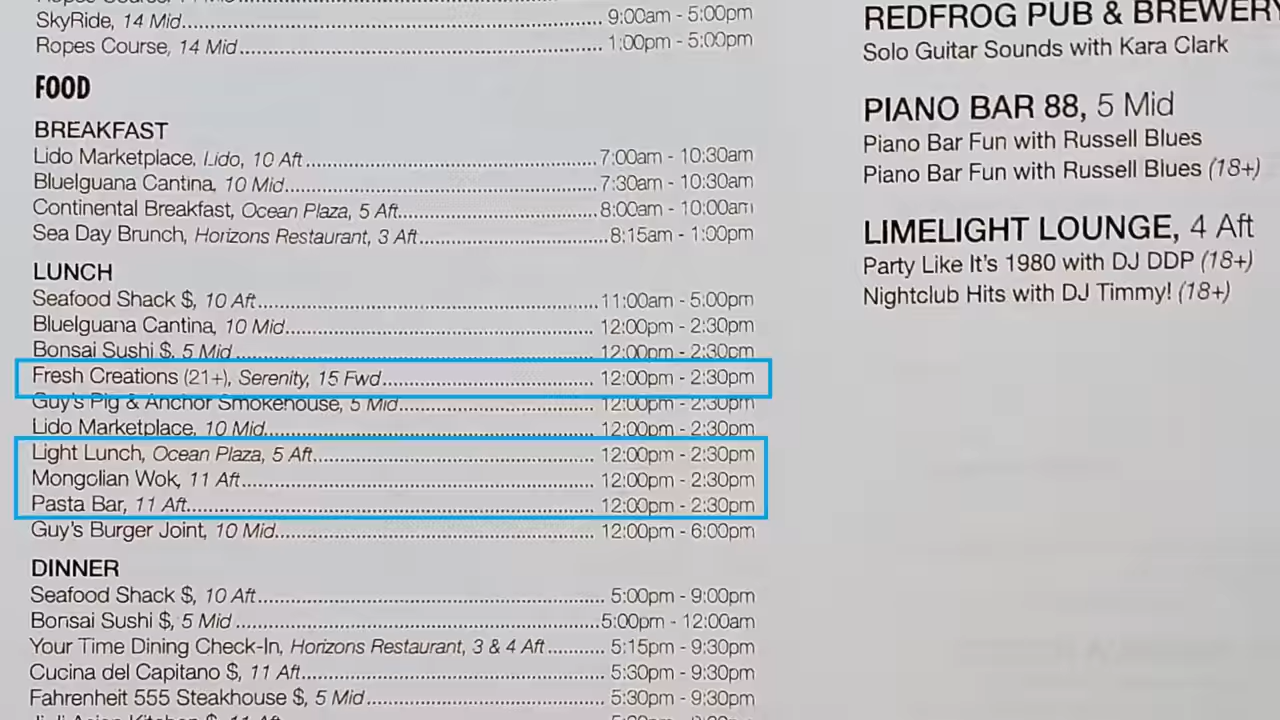 SkyRide, 14 Mid 9:00am - 5:00pm
Ropes Course, 14 Mid 1:00pm - 5:00pm
FOOD
BREAKFAST
Lido Marketplace, Lido, 10 Aft 7:00am - 10:30am
BlueIguana Cantina, 10 Mid 7:30am - 10:30am
Continental Breakfast, Ocean Plaza, 5 Aft 8:00am - 10:00am
Sea Day Brunch, Horizons Restaurant, 3 Aft 8:15am - 1:00pm
LUNCH
Seafood Shack $, 10 Aft 11:00am - 5:00pm
BlueIguana Cantina, 10 Mid 12:00pm - 2:30pm
Bonsai Sushi $, 5 Mid 12:00pm - 2:30pm
Fresh Creations (21+), Serenity, 15 Fwd 12:00pm - 2:30pm
Guy's Pig & Anchor Smokehouse, 5 Mid 12:00pm - 2:30pm
Lido Marketplace, 10 Mid 12:00pm - 2:30pm
Light Lunch, Ocean Plaza, 5 Aft 12:00pm - 2:30pm
Mongolian Wok, 11 Aft 12:00pm - 2:30pm
Pasta Bar, 11 Aft 12:00pm - 2:30pm
Guy's Burger Joint, 10 Mid 12:00pm - 6:00pm
DINNER
Seafood Shack $, 10 Aft 5:00pm - 9:00pm
Bonsai Sushi $, 5 Mid 5:00pm - 12:00am
Your Time Dining Check-In, Horizons Restaurant, 3 & 4 Aft 5:15pm - 9:30pm
Cucina del Capitano $, 11 Aft 5:30pm - 9:30pm
Fahrenheit 555 Steakhouse $, 5 Mid 5:30pm - 9:30pm
REDFROG PUB & BREWERY
Solo Guitar Sounds with Kara Clark
PIANO BAR 88, 5 Mid
Piano Bar Fun with Russell Blues
Piano Bar Fun with Russell Blues (18+)
LIMELIGHT LOUNGE, 4 Aft
Party Like It's 1980 with DJ DDP (18+)
Nightclub Hits with DJ Timmy! (18+)